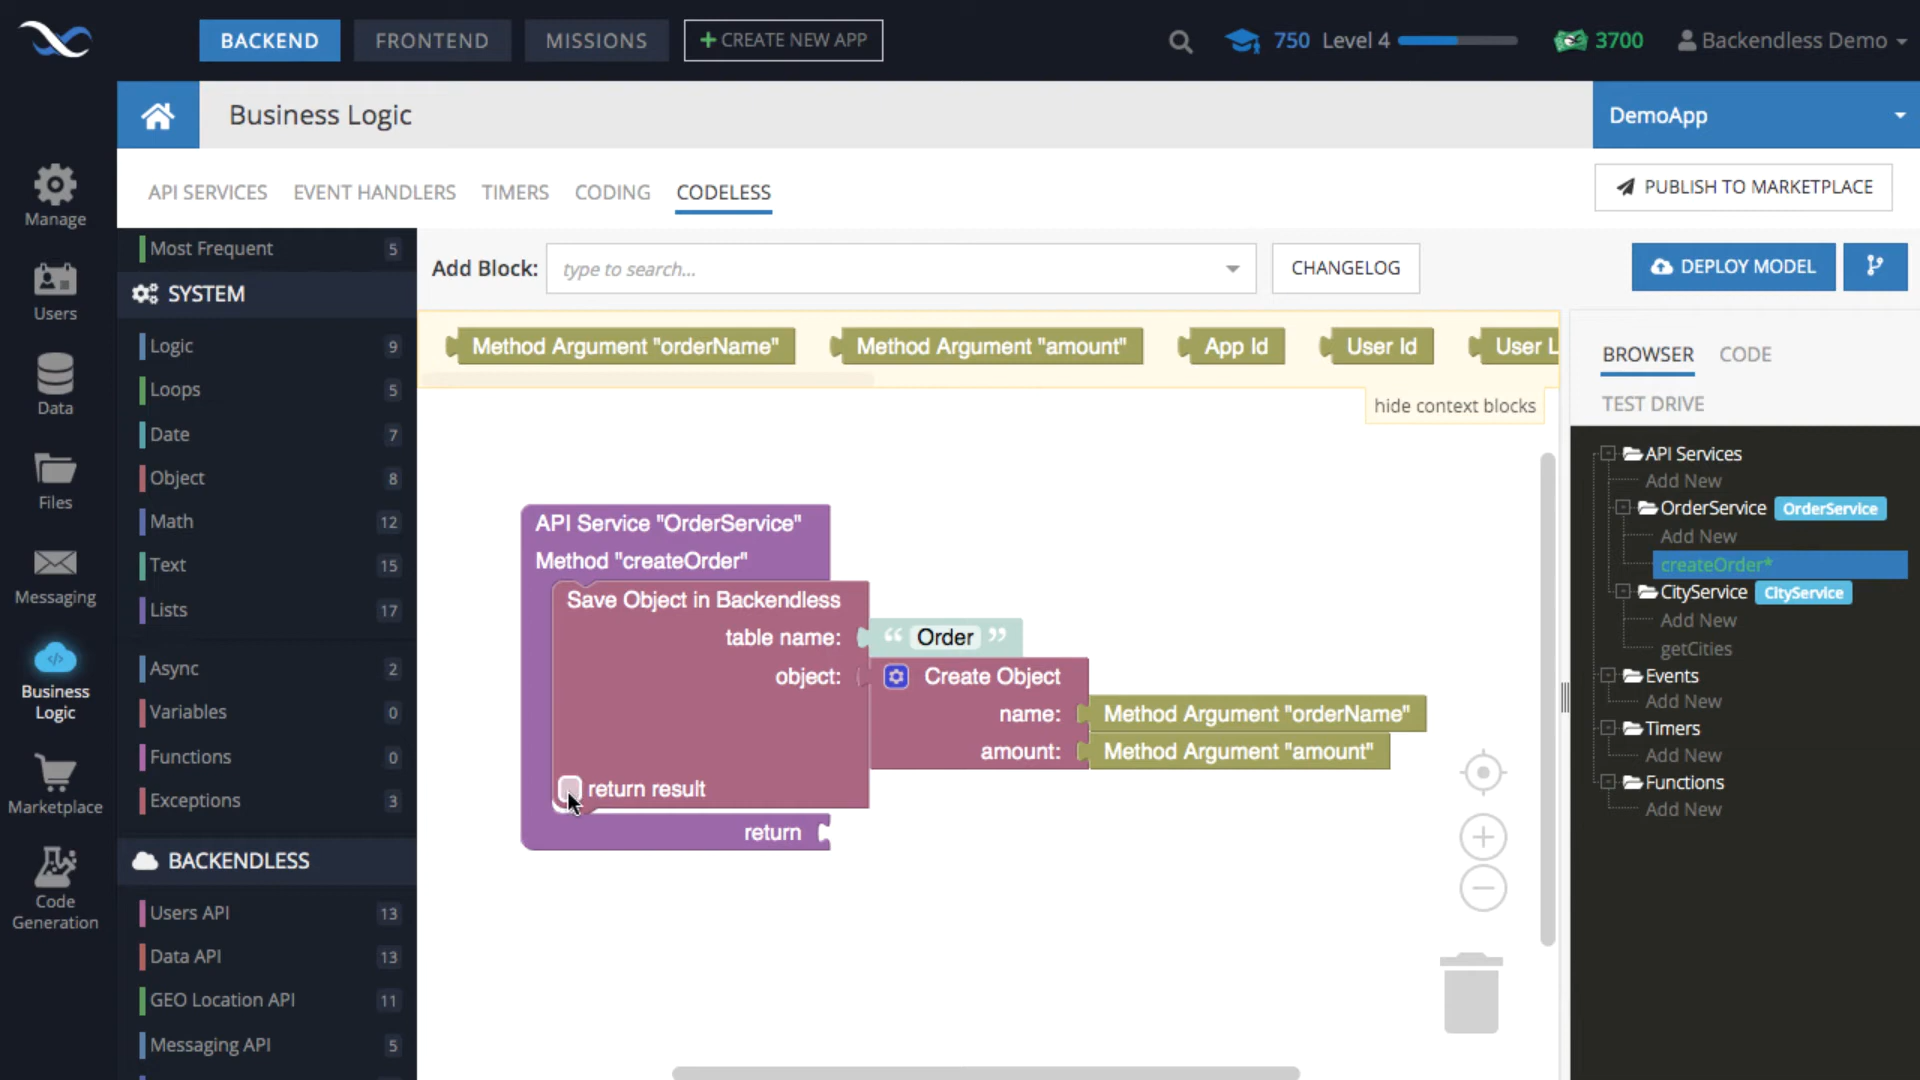 BACKEND
FRONTEND
MISSIONS
+ CREATE NEW APP
750 Level 4
3700
Backendless Demo
Business Logic
DemoApp
API SERVICES
EVENT HANDLERS
TIMERS
CODING
CODELESS
PUBLISH TO MARKETPLACE
Manage
Users
Data
Files
Messaging
Business
Logic
Marketplace
Code
Generation
Most Frequent 5
SYSTEM
Logic 9
Loops 5
Date 7
Object 8
Math 12
Text 15
Lists 17
Async 2
Variables 0
Functions 0
Exceptions 3
BACKENDLESS
Users API 13
Data API 13
GEO Location API 11
Messaging API 5
Add Block:
type to search...
CHANGELOG
DEPLOY MODEL
Method Argument "orderName"
Method Argument "amount"
App Id
User Id
User L
hide context blocks
API Service "OrderService"
Method "createOrder"
Save Object in Backendless
table name: “ Order ”
object: Create Object
name: Method Argument "orderName"
amount: Method Argument "amount"
return result
return
BROWSER
CODE
TEST DRIVE
API Services
Add New
OrderService OrderService
Add New
createOrder*
CityService CityService
Add New
getCities
Events
Add New
Timers
Add New
Functions
Add New